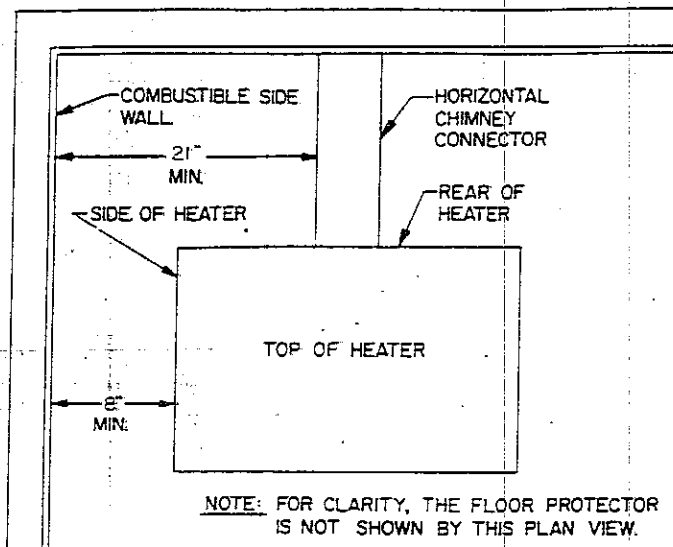 COMBUSTIBLE SIDE
WALL
HORIZONTAL
CHIMNEY
CONNECTOR
21"
MIN.
SIDE OF HEATER
REAR OF
HEATER
TOP OF HEATER
8"
MIN.
NOTE: FOR CLARITY, THE FLOOR PROTECTOR
IS NOT SHOWN BY THIS PLAN VIEW.